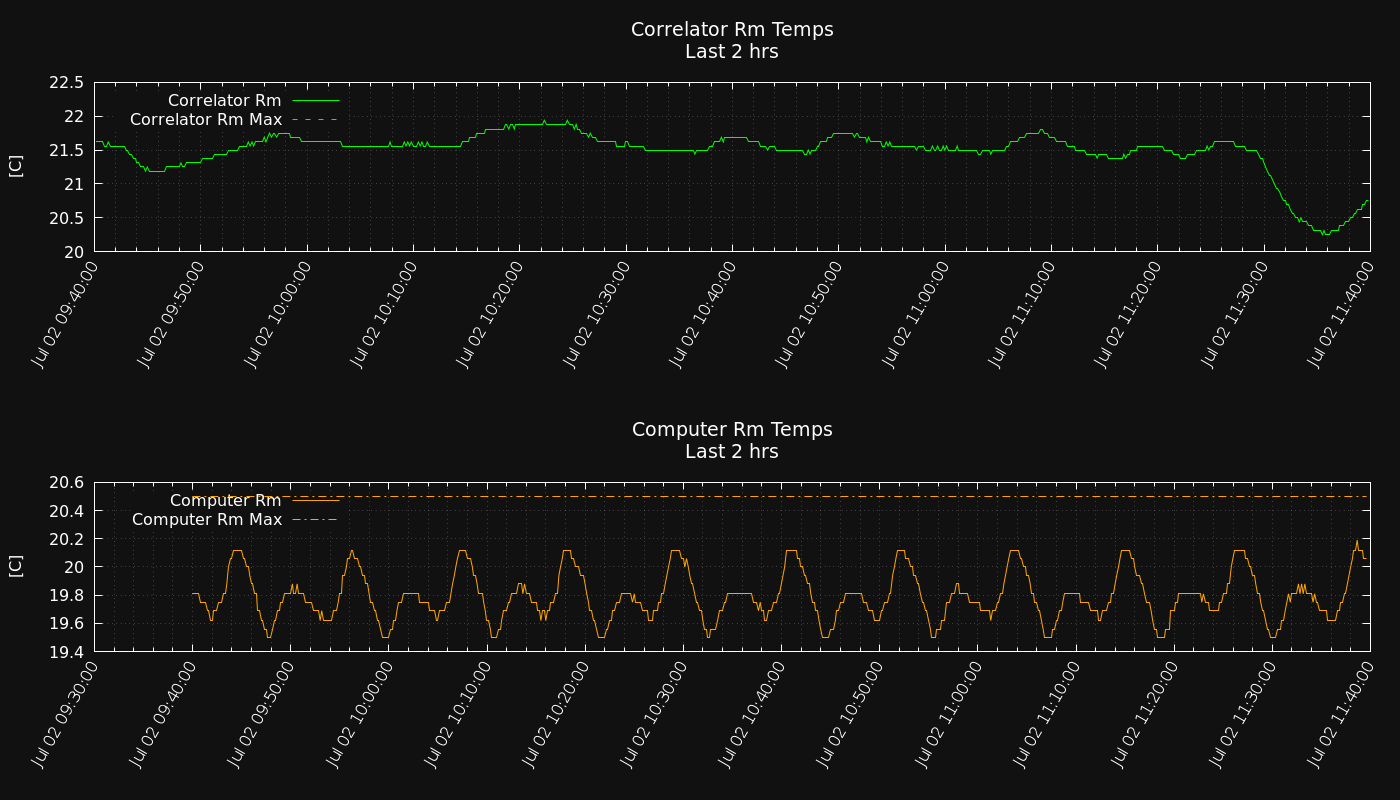 Correlator Rm Temps
Last 2 hrs
22.5
22
21.5
21
20.5
20
[C]
Correlator Rm
Correlator Rm Max
Jul 02 09:40:00
Jul 02 09:50:00
Jul 02 10:00:00
Jul 02 10:10:00
Jul 02 10:20:00
Jul 02 10:30:00
Jul 02 10:40:00
Jul 02 10:50:00
Jul 02 11:00:00
Jul 02 11:10:00
Jul 02 11:20:00
Jul 02 11:30:00
Jul 02 11:40:00
Computer Rm Temps
Last 2 hrs
20.6
20.4
20.2
20
19.8
19.6
19.4
[C]
Computer Rm
Computer Rm Max
Jul 02 09:30:00
Jul 02 09:40:00
Jul 02 09:50:00
Jul 02 10:00:00
Jul 02 10:10:00
Jul 02 10:20:00
Jul 02 10:30:00
Jul 02 10:40:00
Jul 02 10:50:00
Jul 02 11:00:00
Jul 02 11:10:00
Jul 02 11:20:00
Jul 02 11:30:00
Jul 02 11:40:00